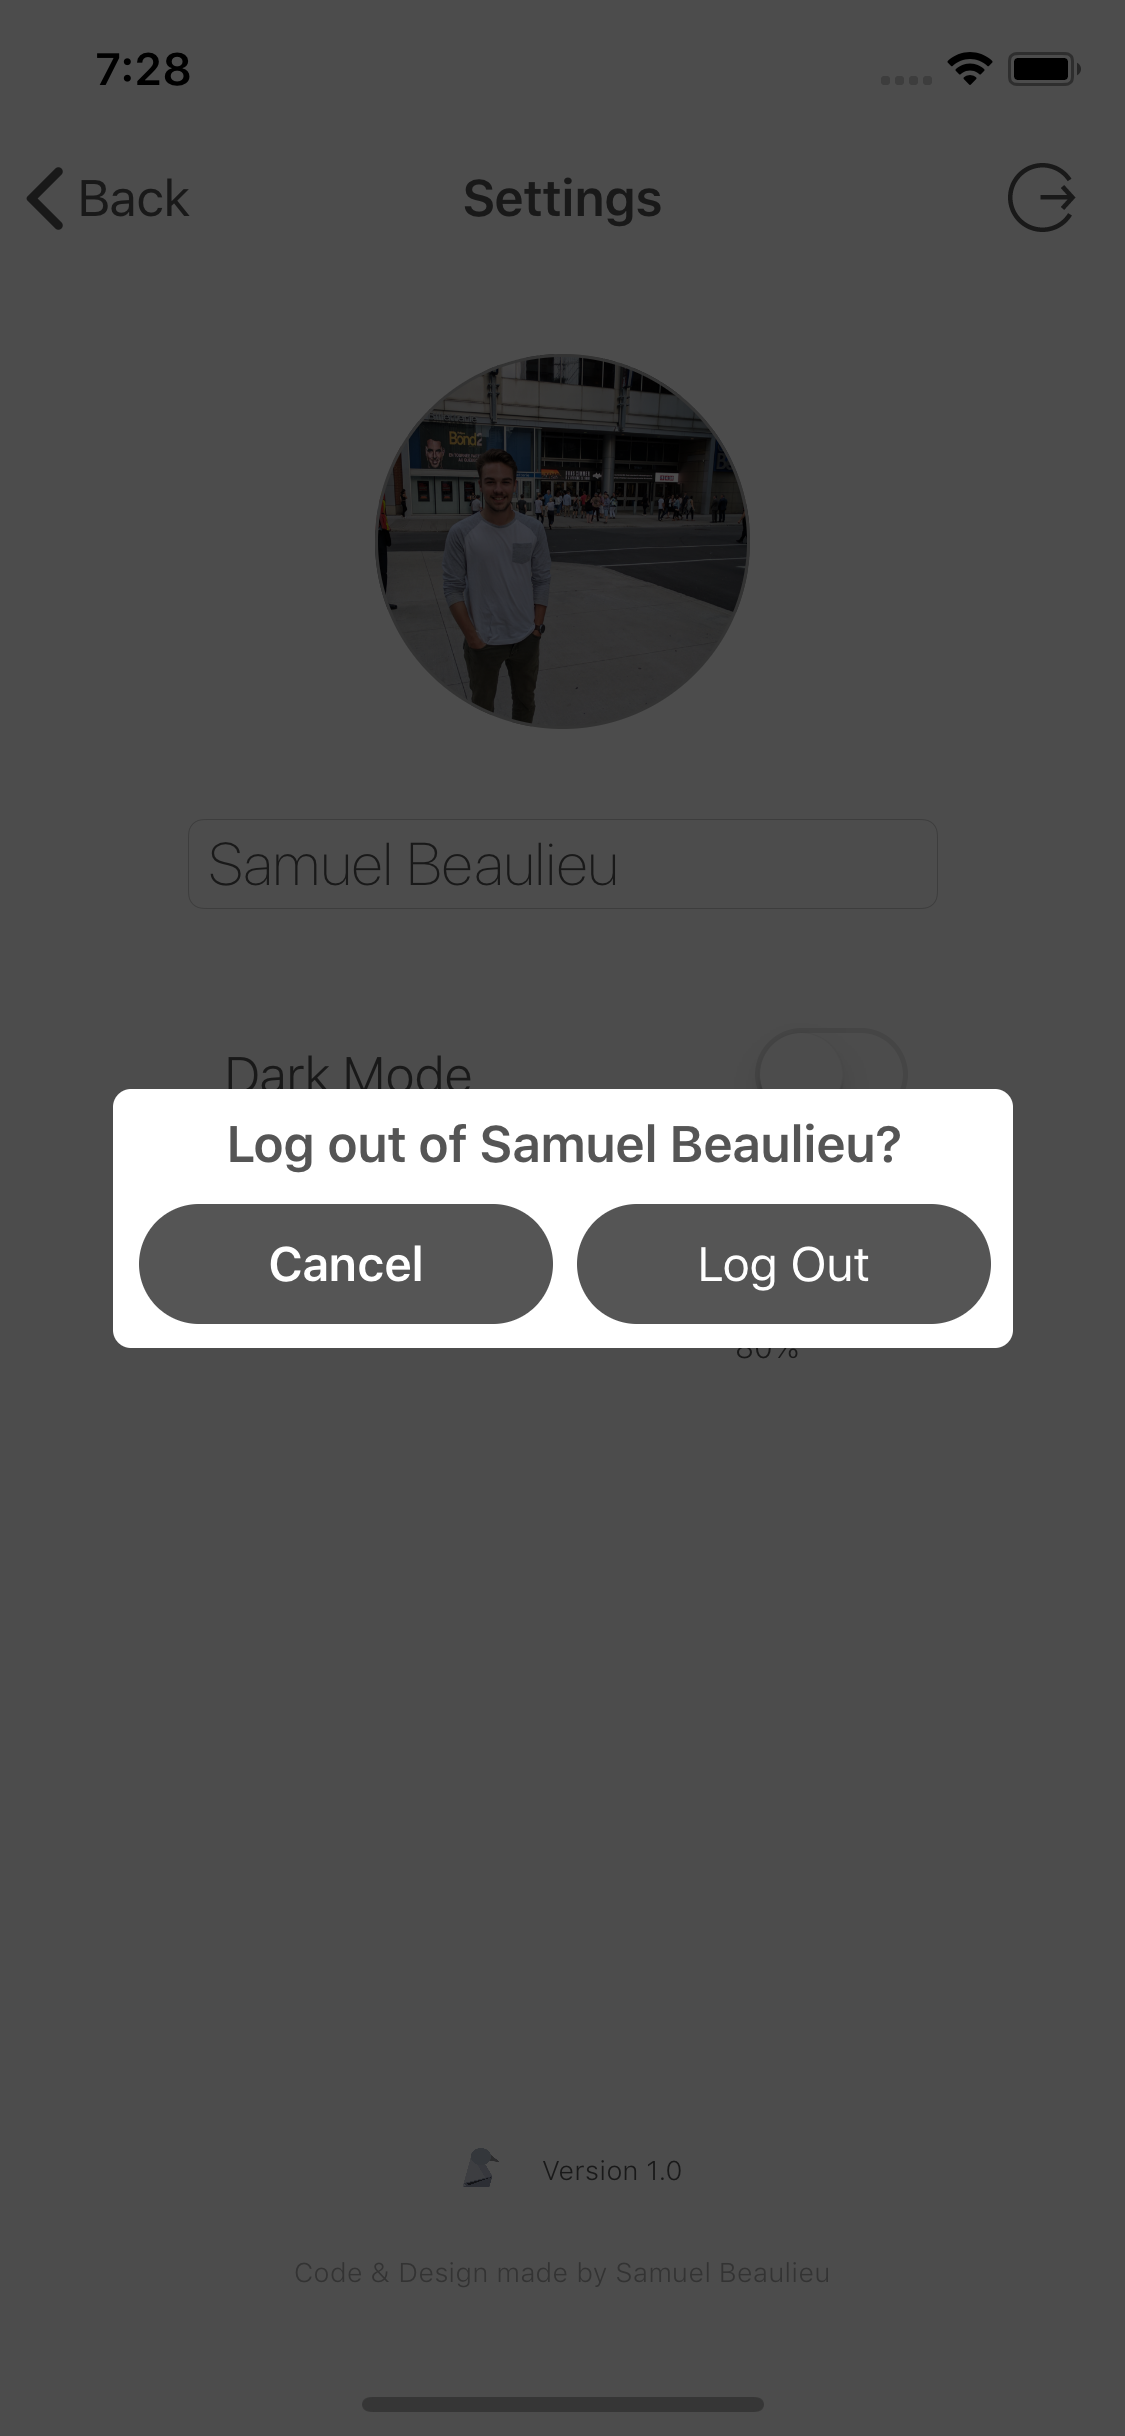 7:28
Back
Settings
Bond
Samuel Beaulieu
Dark Mode
Log out of Samuel Beaulieu?
Cancel
Log Out
80%
Version 1.0
Code & Design made by Samuel Beaulieu